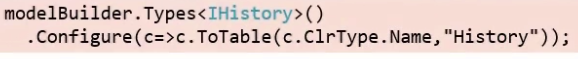 modelBuilder.Types<IHistory>()
.Configure(c=>c.ToTable(c.ClrType.Name,"History"));